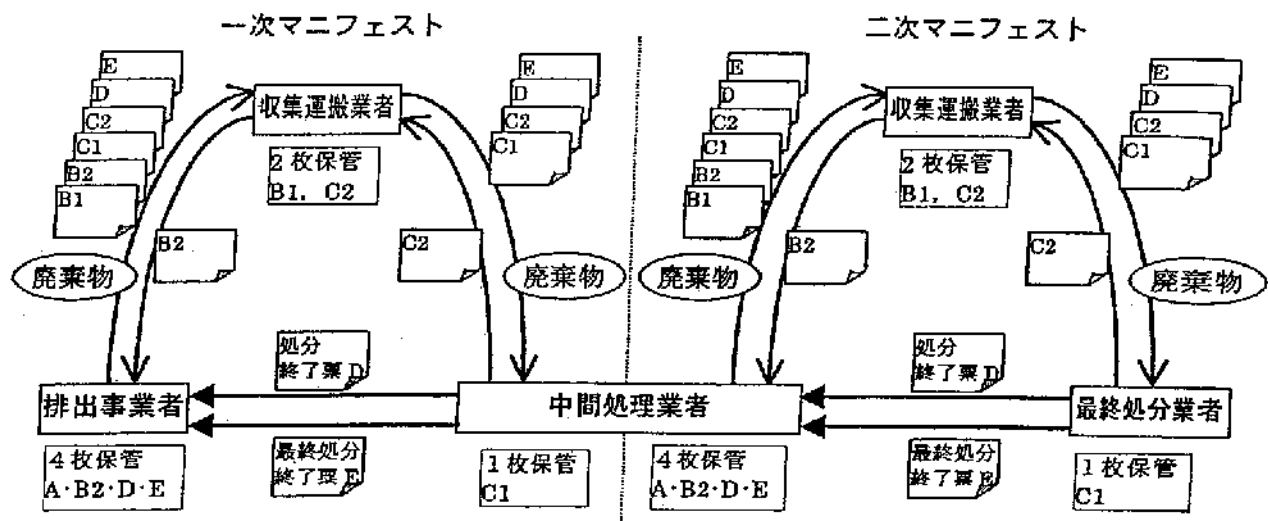 一次マニフェスト
二次マニフェスト
E
D
C2
C1
B2
B1
収集運搬業者
2枚保管
B1, C2
E
D
C2
C1
B2
C2
廃棄物
廃棄物
処分
終了票 D
排出事業者
最終処分
終了票 E
4枚保管
A·B2·D·E
中間処理業者
1枚保管
C1
E
D
C2
C1
B2
B1
収集運搬業者
2枚保管
B1, C2
E
D
C2
C1
B2
C2
廃棄物
廃棄物
処分
終了票 D
最終処分業者
最終処分
終了票 E
4枚保管
A·B2·D·E
1枚保管
C1